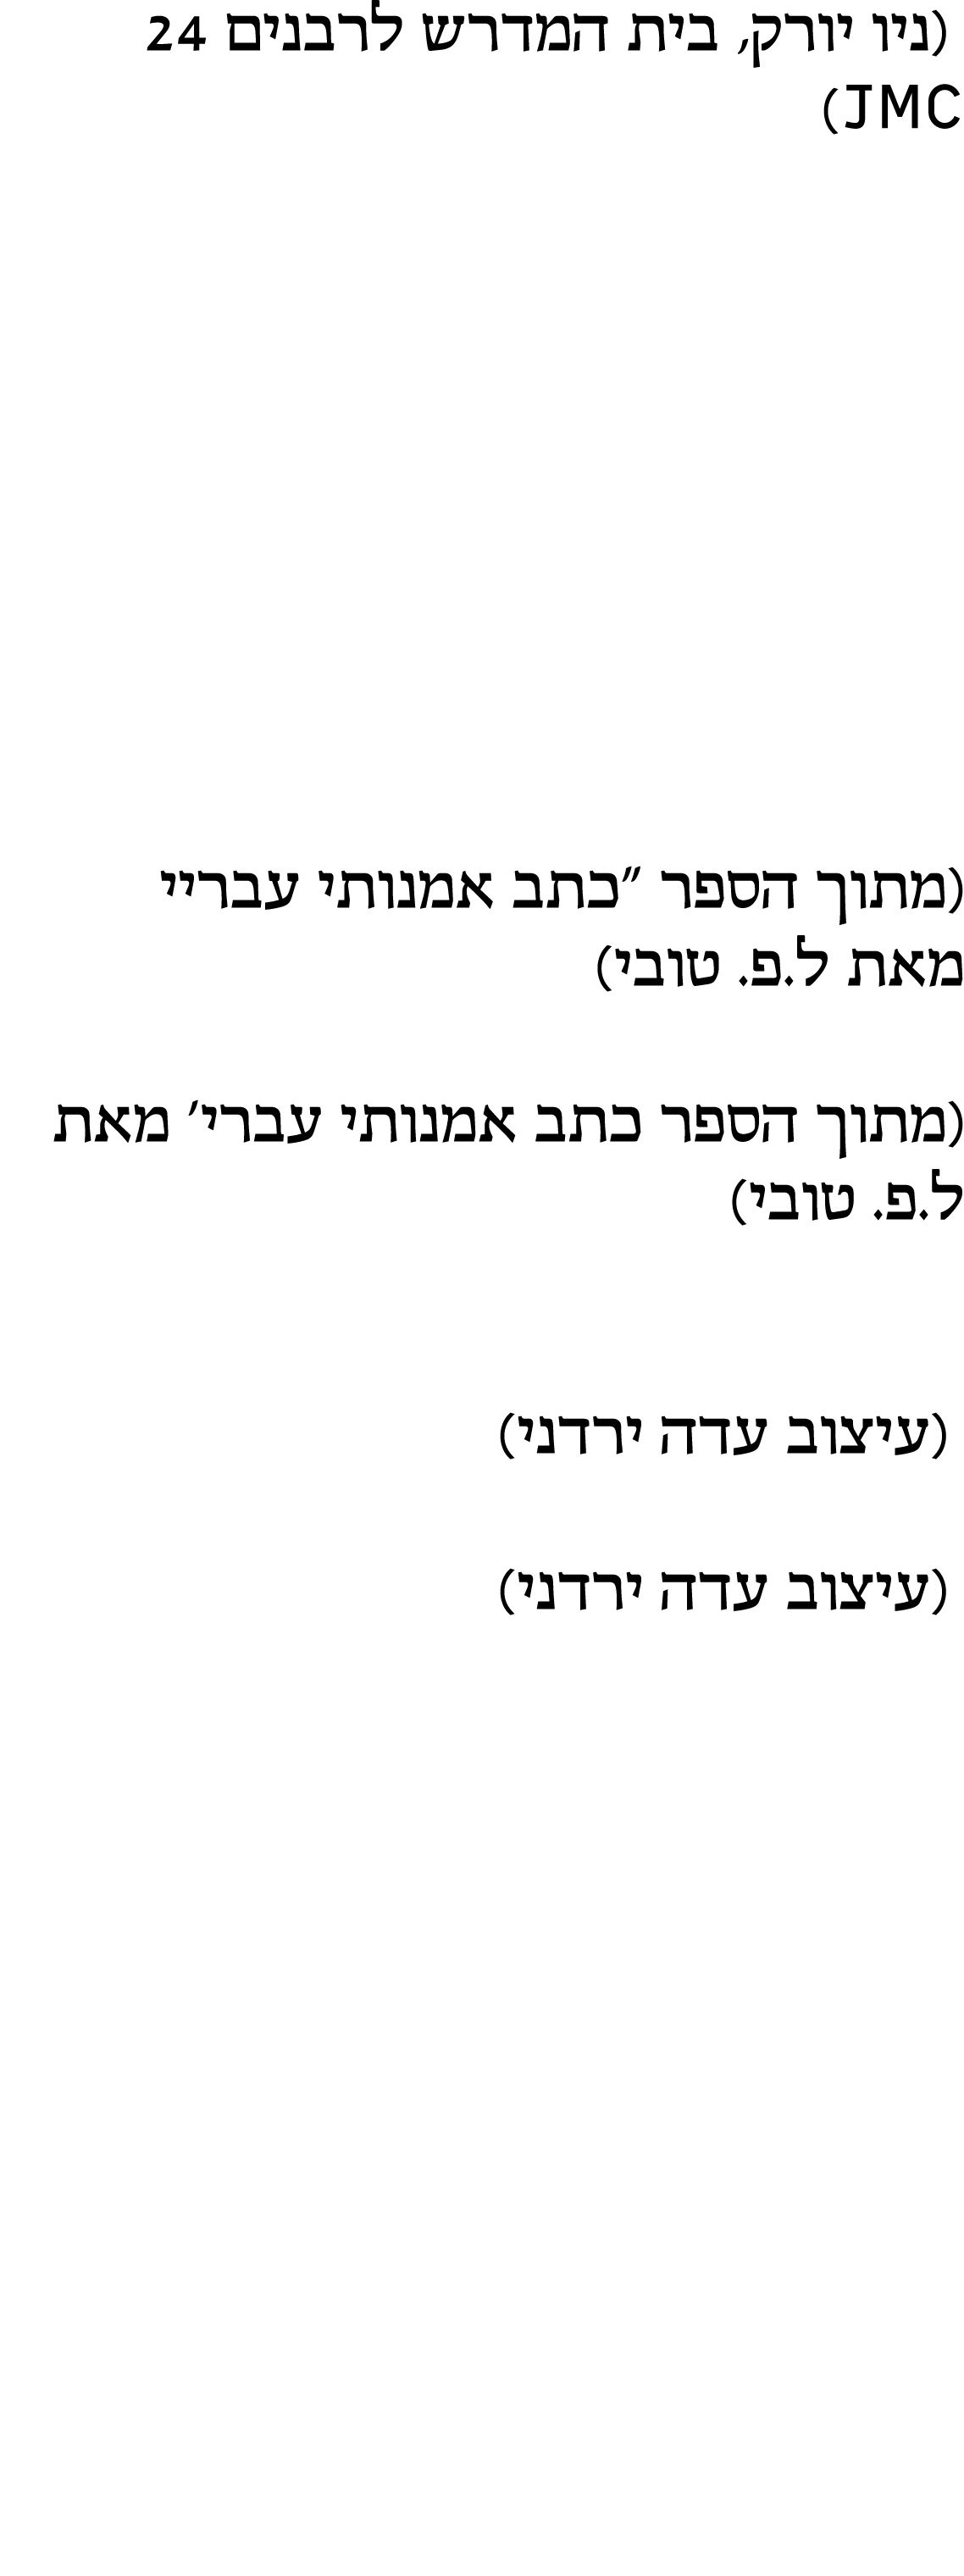 (ניו יורק, בית המדרש לרבנים 24
JMC)
(מתוך הספר "כתב אמנותי עבריי
מאת ל.פ. טובי)
(מתוך הספר כתב אמנותי עברי' מאת
ל.פ. טובי)
(עיצוב עדה ירדני)
(עיצוב עדה ירדני)